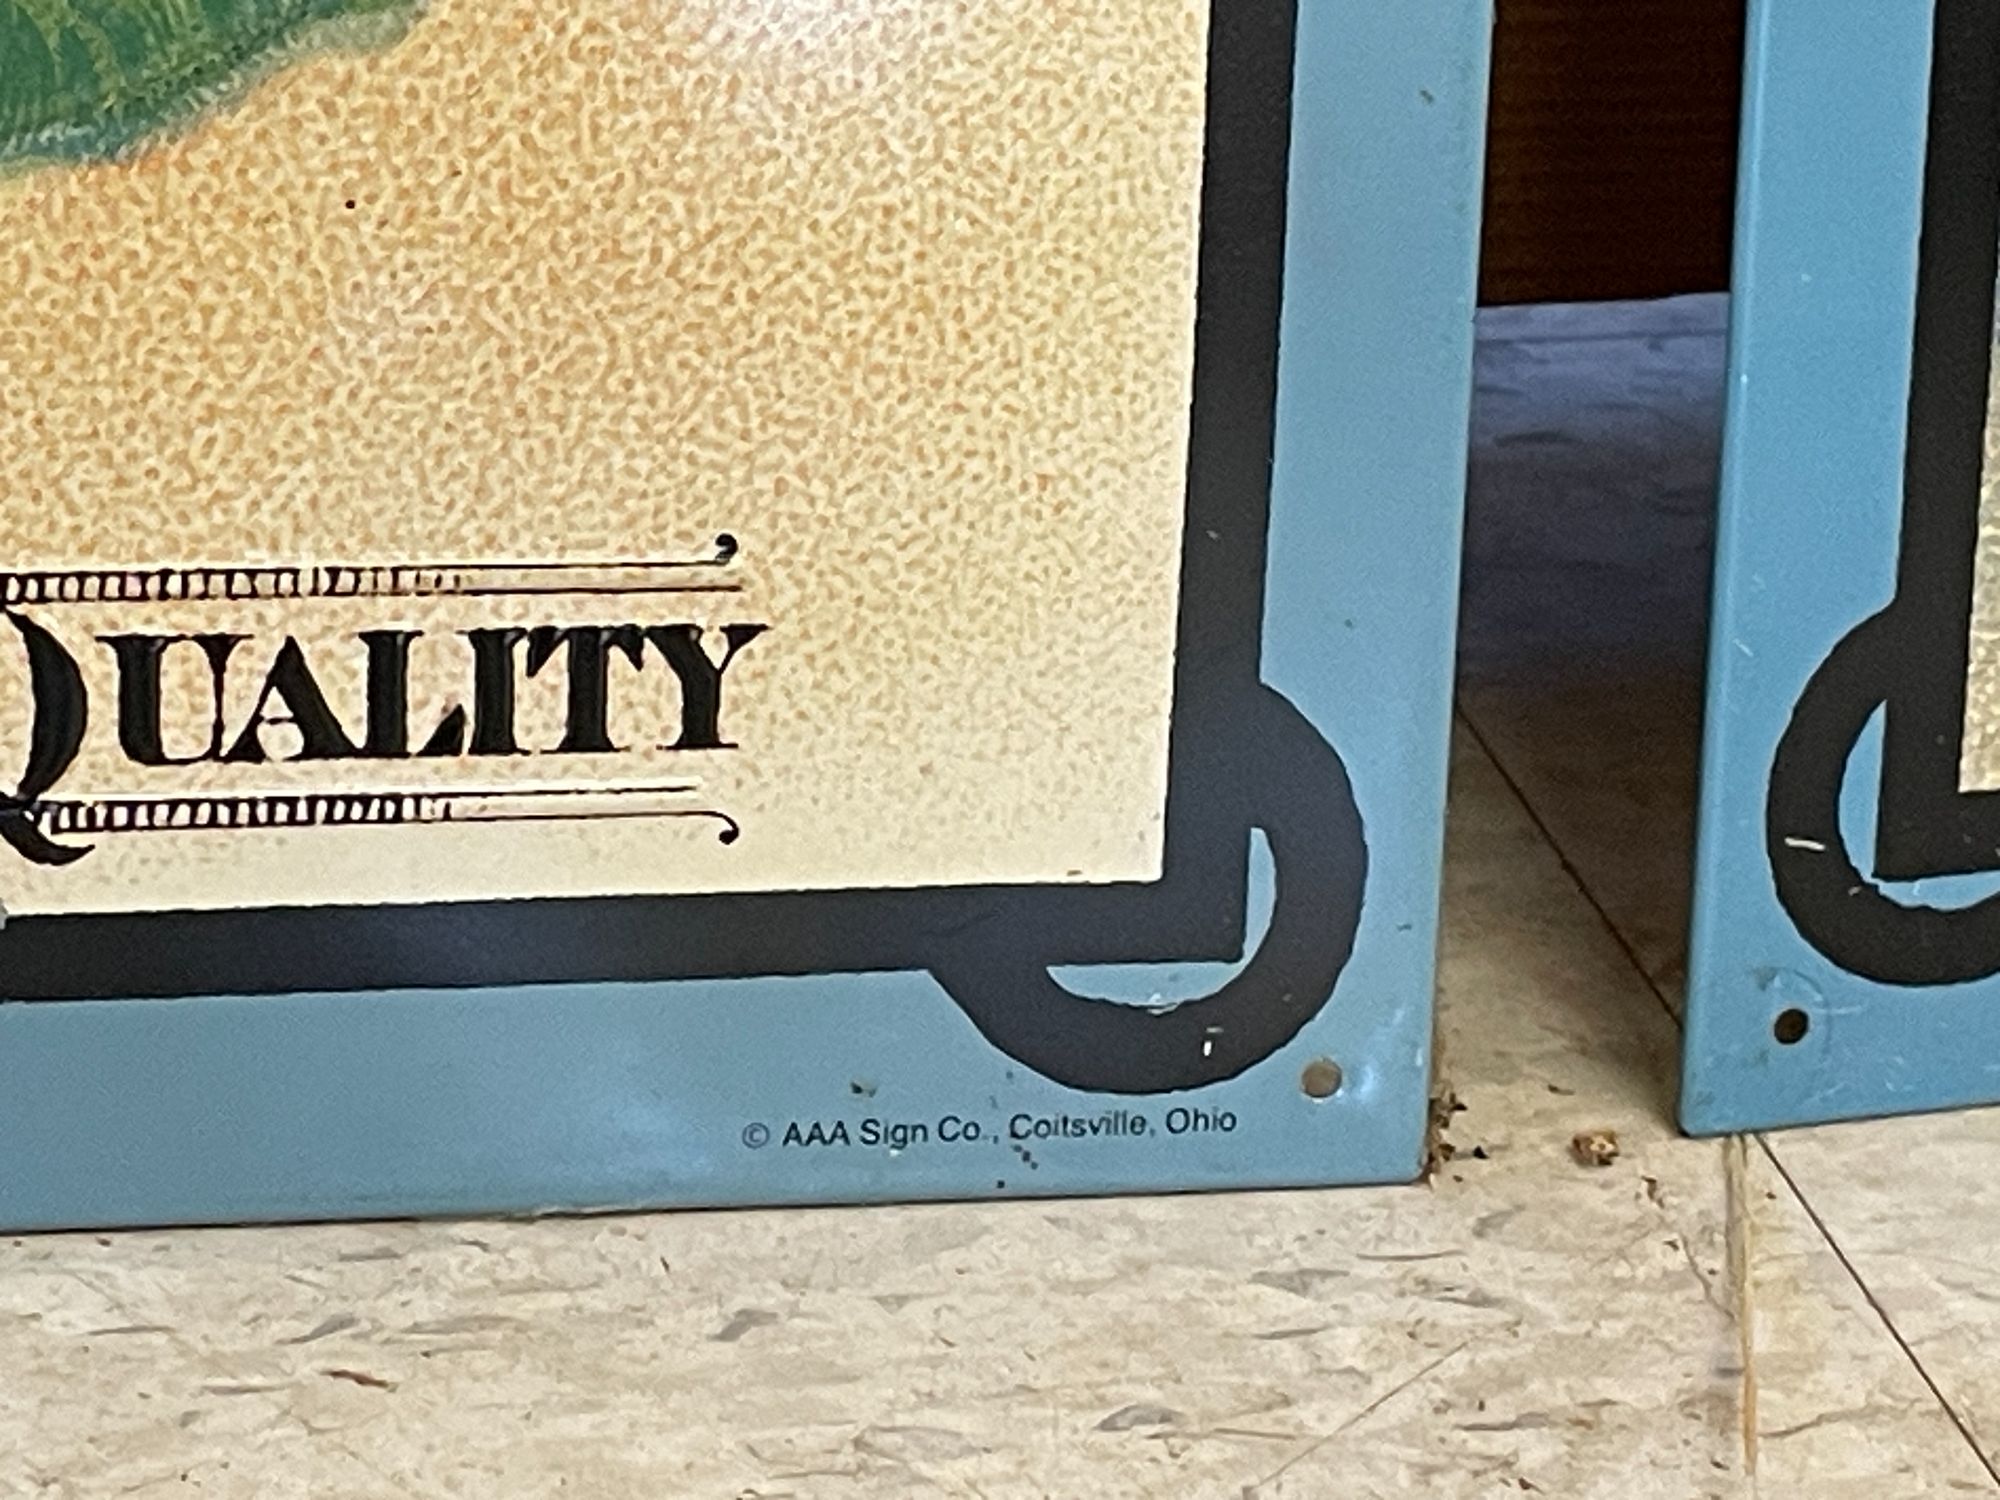 QUALITY
© AAA Sign Co., Coitsville, Ohio